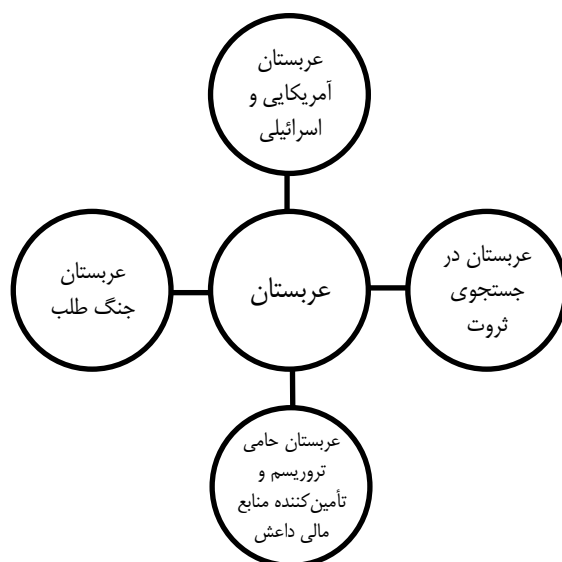 عربستان
آمریکایی و
اسرائیلی
عربستان در
جستجوی
ثروت
عربستان
عربستان
جنگ طلب
عربستان حامی
تروریسم و
تأمین‌کننده منابع
مالی داعش